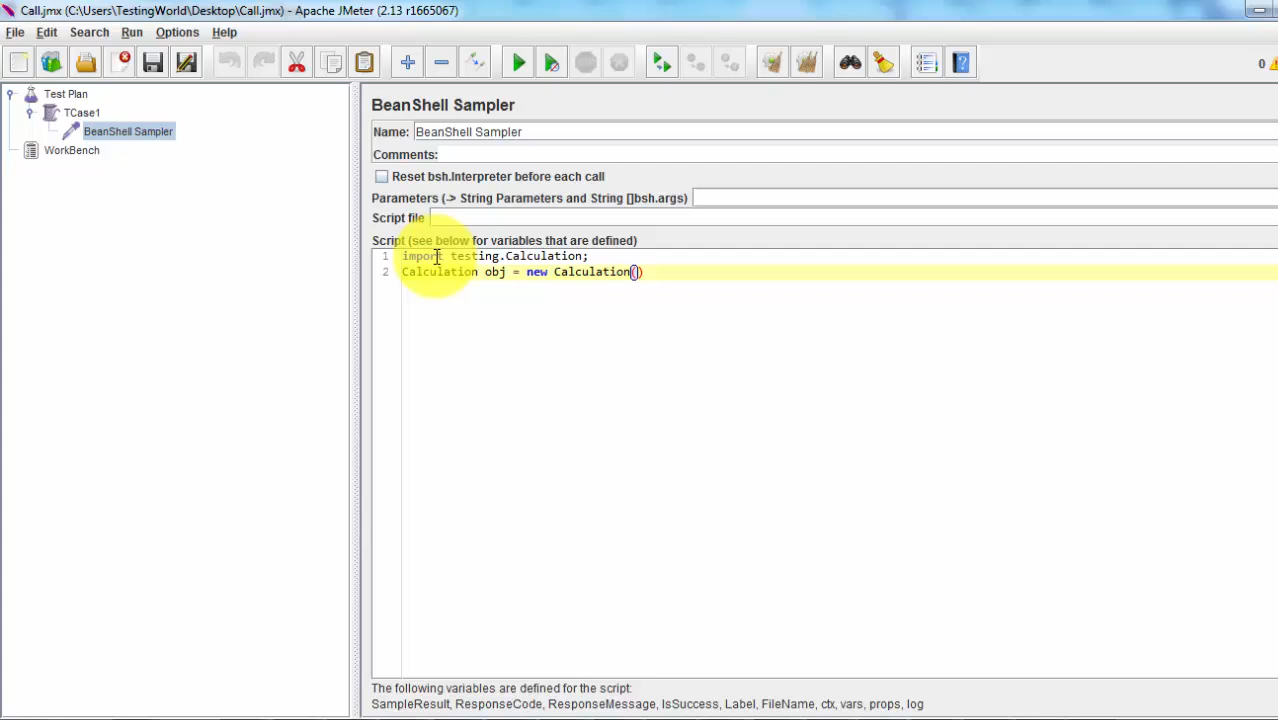 Call.jmx (C:\Users\TestingWorld\Desktop\Call.jmx) - Apache JMeter (2.13 r1665067)
File Edit Search Run Options Help
0
Test Plan
TCase1
BeanShell Sampler
WorkBench
BeanShell Sampler
Name: BeanShell Sampler
Comments:
Reset bsh.Interpreter before each call
Parameters (-> String Parameters and String []bsh.args)
Script file
Script (see below for variables that are defined)
1 import testing.Calculation;
2 Calculation obj = new Calculation()
The following variables are defined for the script:
SampleResult, ResponseCode, ResponseMessage, IsSuccess, Label, FileName, ctx, vars, props, log